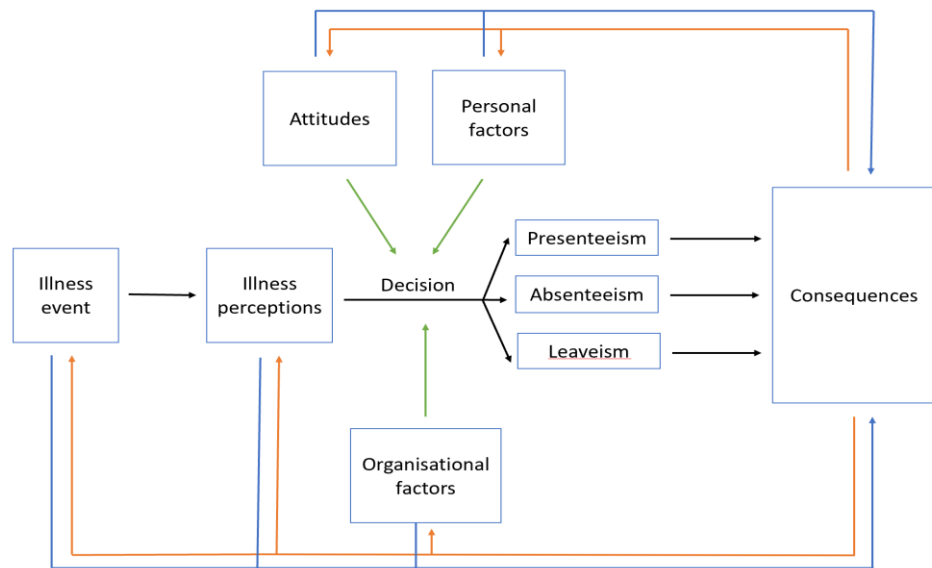 Attitudes
Personal
factors
Illness
event
Illness
perceptions
Decision
Presenteeism
Absenteeism
Leaveism
Consequences
Organisational
factors